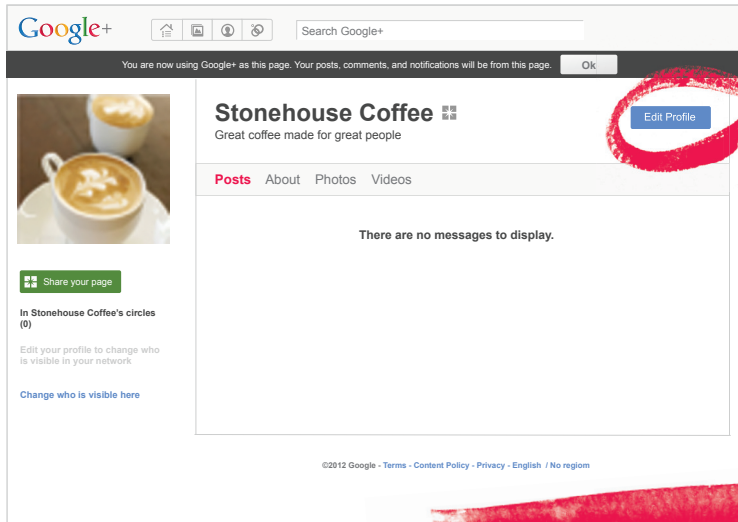 Google+
Search Google+
You are now using Google+ as this page. Your posts, comments, and notifications will be from this page. Ok
Stonehouse Coffee
Great coffee made for great people
Edit Profile
Posts About Photos Videos
There are no messages to display.
Share your page
In Stonehouse Coffee's circles
(0)
Edit your profile to change who
is visible in your network
Change who is visible here
©2012 Google - Terms - Content Policy - Privacy - English / No regiom